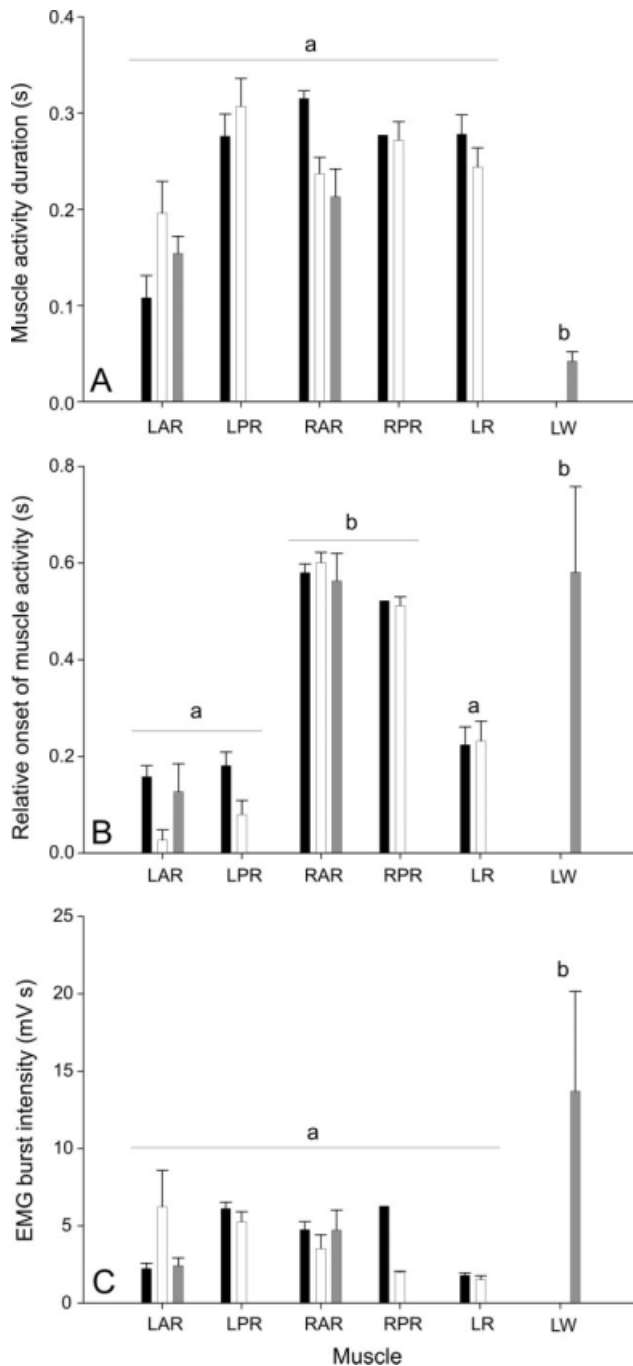 Muscle activity duration (s)
0.4
0.3
0.2
0.1
0.0
a
b
A
LAR LPR RAR RPR LR LW
Relative onset of muscle activity (s)
0.8
0.6
0.4
0.2
0.0
a
b
a
b
B
LAR LPR RAR RPR LR LW
EMG burst intensity (mV s)
25
20
15
10
5
0
a
b
C
LAR LPR RAR RPR LR LW
Muscle